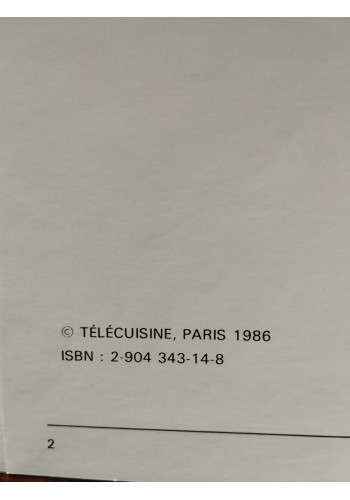 © TÉLÉCUISINE, PARIS 1986
ISBN : 2-904 343-14-8
2